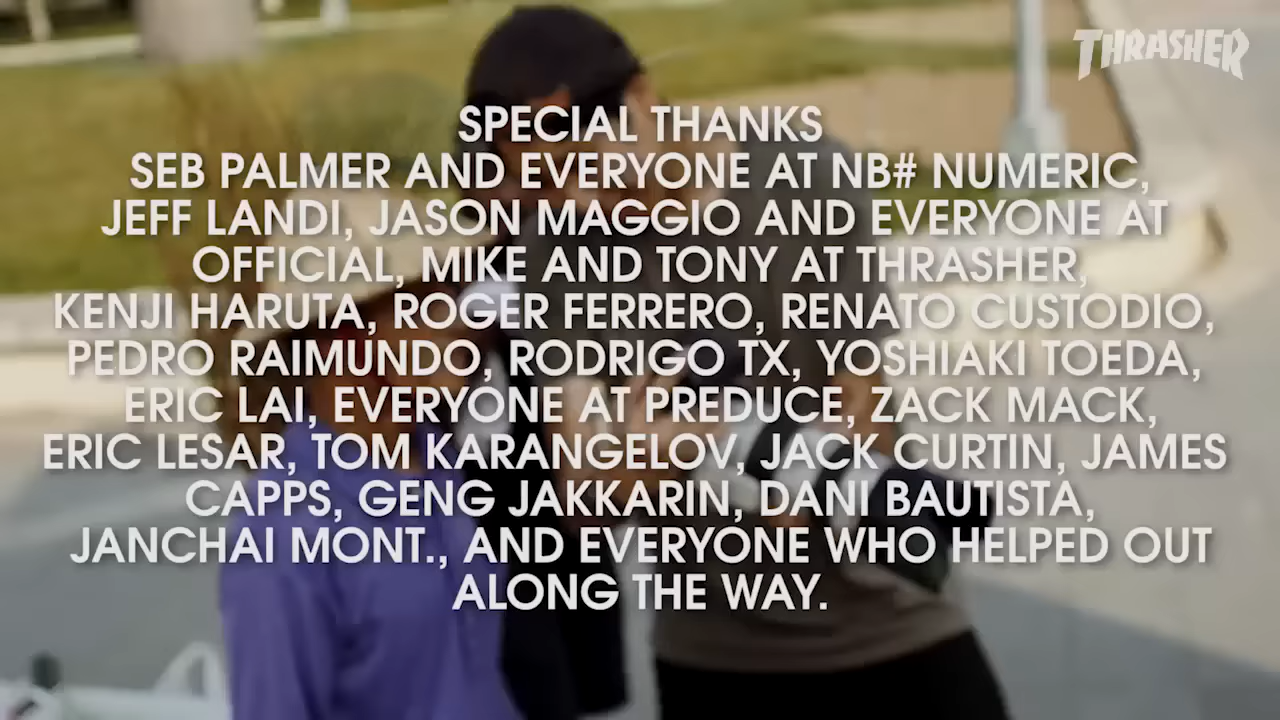 THRASHER
SPECIAL THANKS
SEB PALMER AND EVERYONE AT NB# NUMERIC,
JEFF LANDI, JASON MAGGIO AND EVERYONE AT
OFFICIAL, MIKE AND TONY AT THRASHER,
KENJI HARUTA, ROGER FERRERO, RENATO CUSTODIO,
PEDRO RAIMUNDO, RODRIGO TX, YOSHIAKI TOEDA,
ERIC LAI, EVERYONE AT PREDUCE, ZACK MACK,
ERIC LESAR, TOM KARANGELOV, JACK CURTIN, JAMES
CAPPS, GENG JAKKARIN, DANI BAUTISTA,
JANCHAI MONT., AND EVERYONE WHO HELPED OUT
ALONG THE WAY.